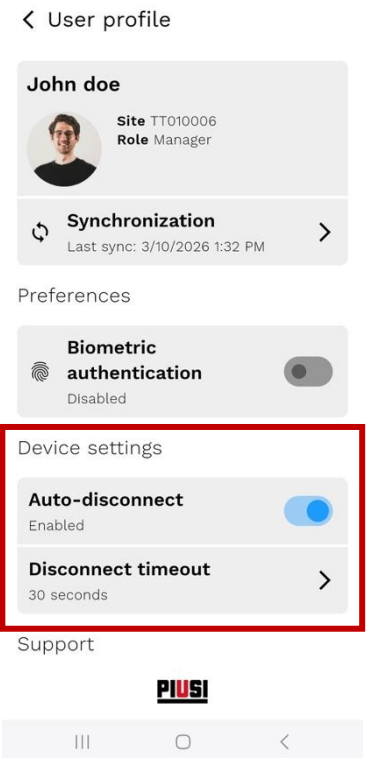 User profile
John doe
Site TT010006
Role Manager
Synchronization
Last sync: 3/10/2026 1:32 PM
Preferences
Biometric
authentication
Disabled
Device settings
Auto-disconnect
Enabled
Disconnect timeout
30 seconds
Support
PIUSI